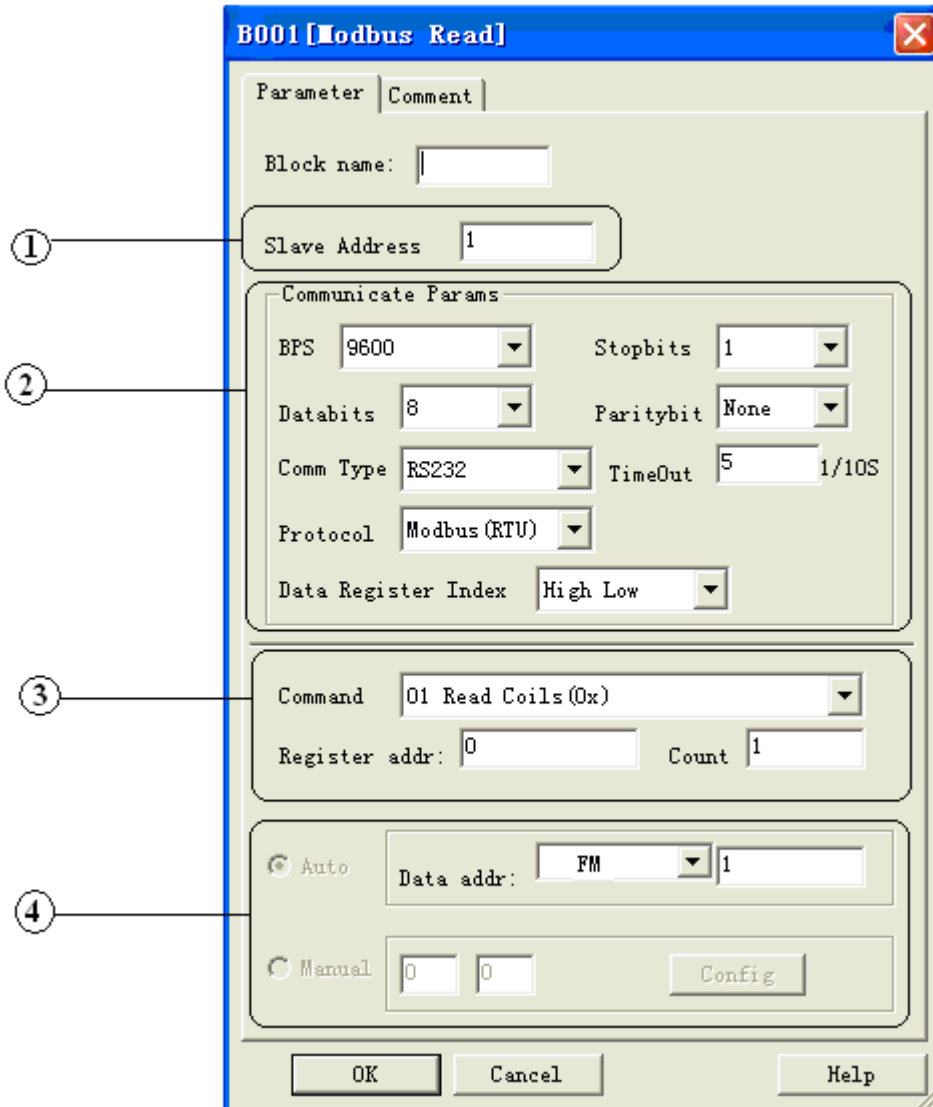 B001[Modbus Read]
Parameter Comment
Block name:
① Slave Address 1
Communicate Params
BPS 9600 Stopbits 1
② Databits 8 Paritybit None
Comm Type RS232 TimeOut 5 1/10S
Protocol Modbus(RTU)
Data Register Index High Low
③ Command 01 Read Coils(0x)
Register addr: 0 Count 1
Auto Data addr: FM 1
④
Manual 0 0 Config
OK Cancel Help